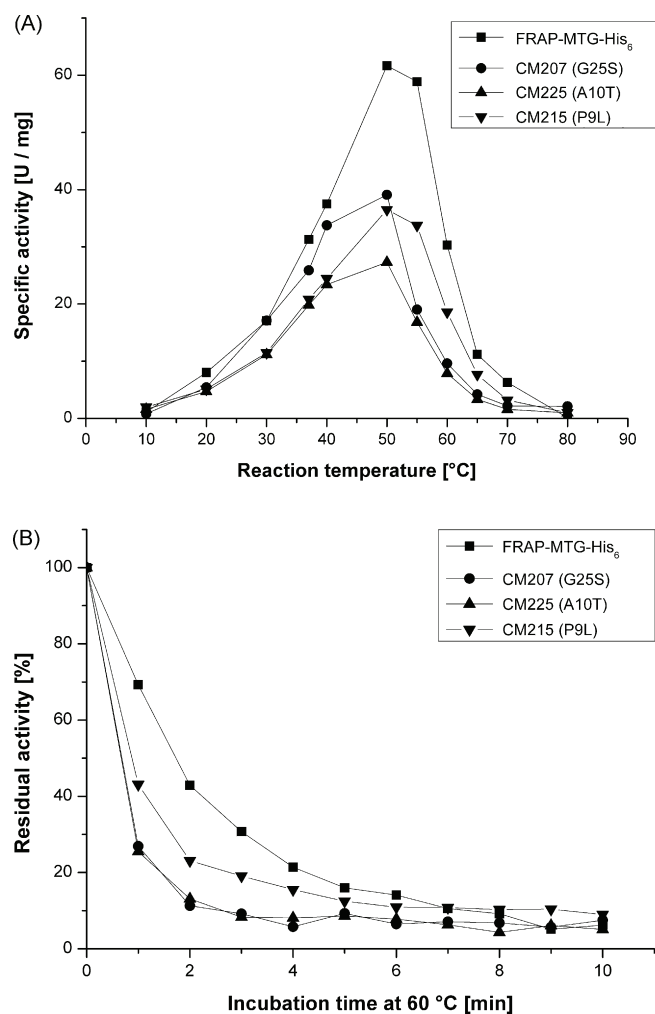 (A)
FRAP-MTG-His6
CM207 (G25S)
CM225 (A10T)
CM215 (P9L)
60
40
20
0
Specific activity [U / mg]
0 10 20 30 40 50 60 70 80 90
Reaction temperature [°C]
(B)
FRAP-MTG-His6
CM207 (G25S)
CM225 (A10T)
CM215 (P9L)
100
80
60
40
20
0
Residual activity [%]
0 2 4 6 8 10
Incubation time at 60 °C [min]